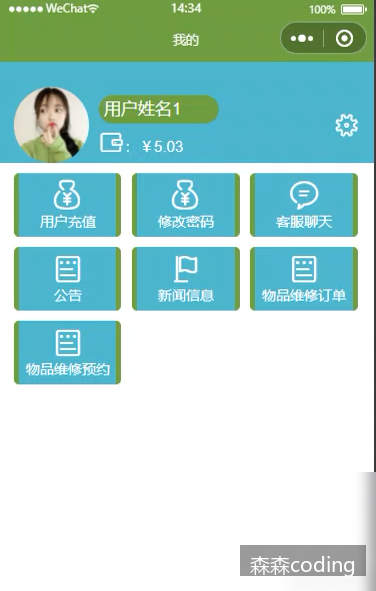 WeChat 14:34 100%
我的
用户姓名1
：￥5.03
用户充值 修改密码 客服聊天
公告 新闻信息 物品维修订单
物品维修预约
森森coding